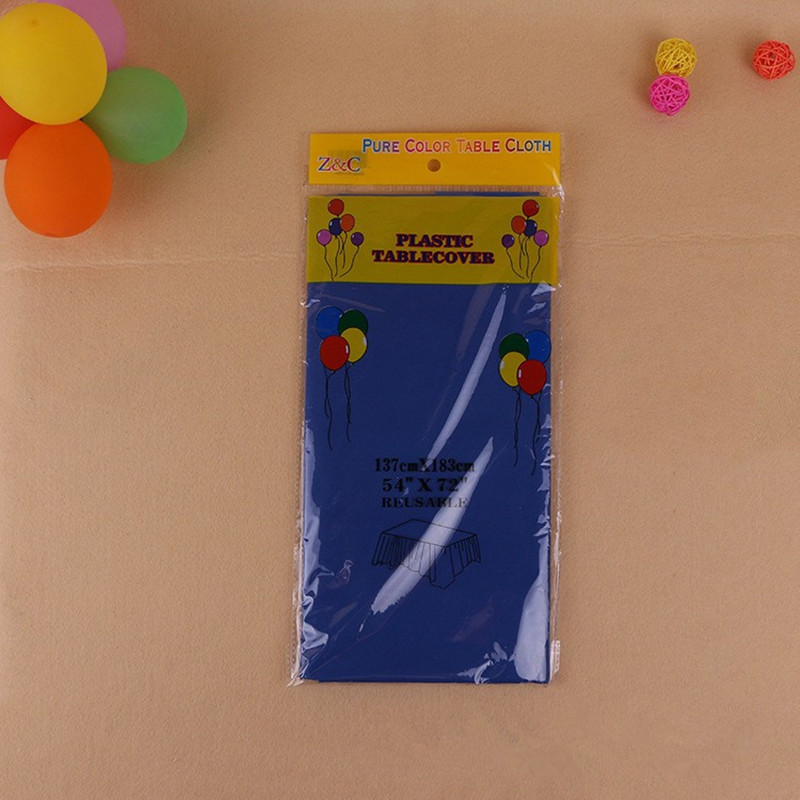 PURE COLOR TABLE CLOTH
Z&C
PLASTIC
TABLECOVER
137cmX183cm
54" X 72"
REUSABLE